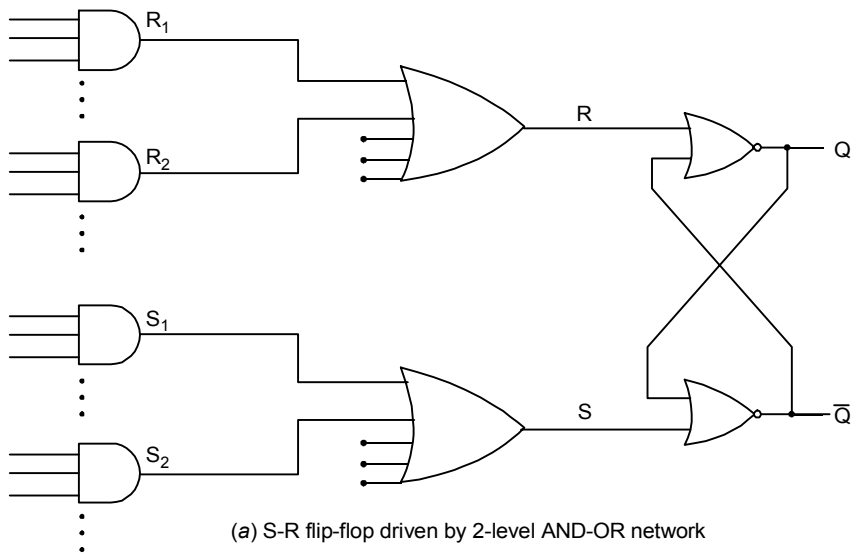 R₁
R₂
R
Q
S₁
S
Q̅
S₂
(a) S-R flip-flop driven by 2-level AND-OR network